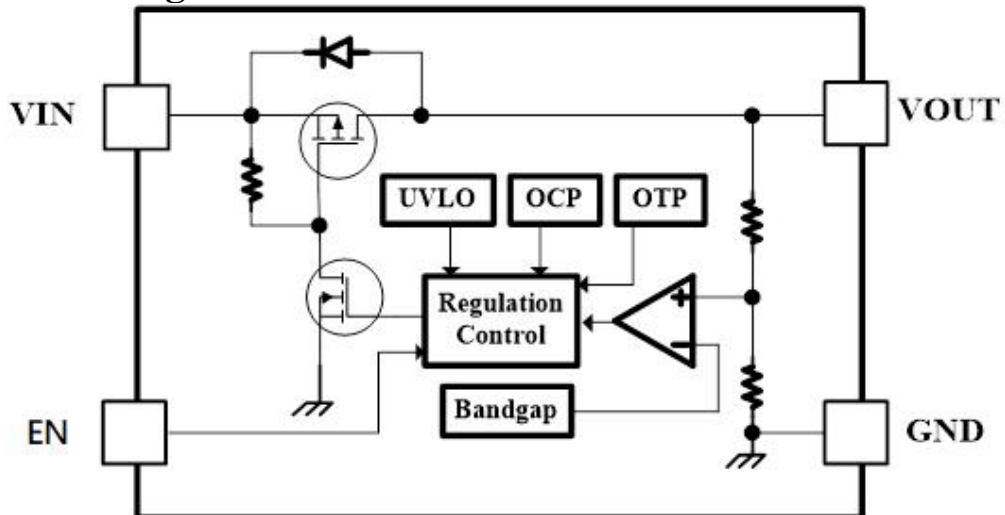 VIN
VOUT
UVLO
OCP
OTP
Regulation
Control
+
−
Bandgap
EN
GND